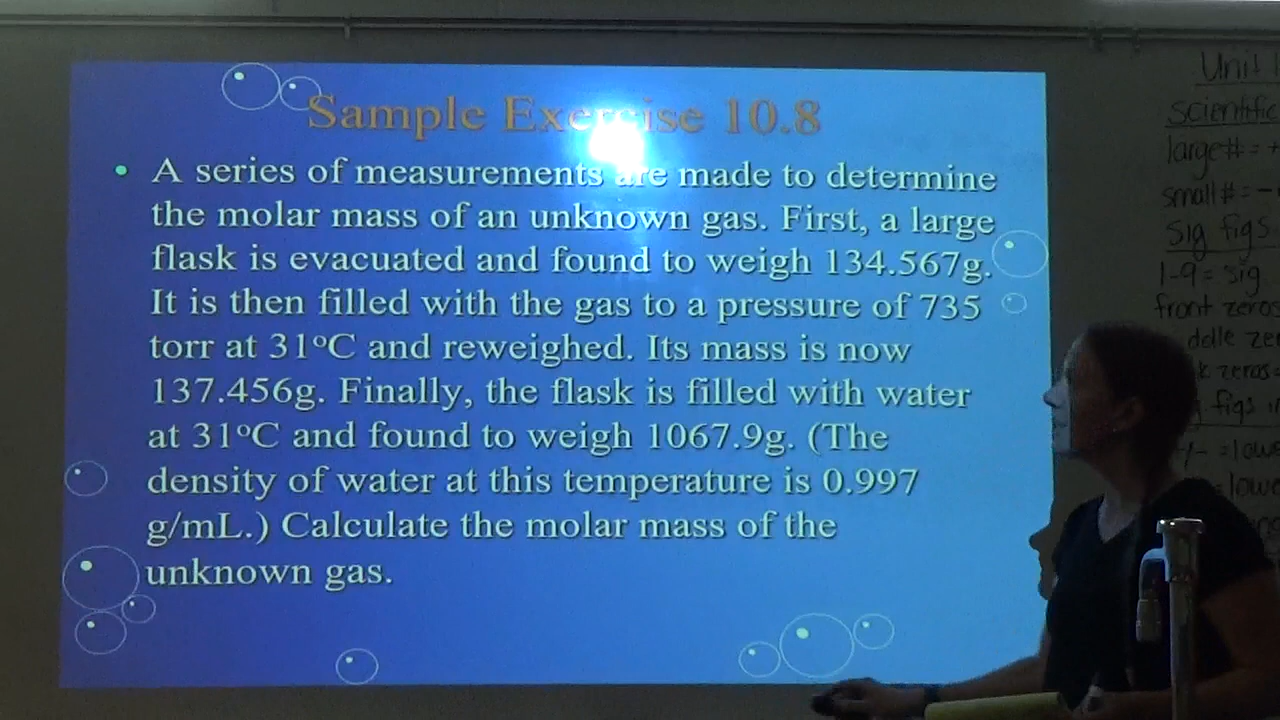 Sample Exercise 10.8
• A series of measurements are made to determine
the molar mass of an unknown gas. First, a large
flask is evacuated and found to weigh 134.567g.
It is then filled with the gas to a pressure of 735
torr at 31°C and reweighed. Its mass is now
137.456g. Finally, the flask is filled with water
at 31°C and found to weigh 1067.9g. (The
density of water at this temperature is 0.997
g/mL.) Calculate the molar mass of the
unknown gas.
Unit
scientific
large# = +
small# = -
sig figs
1-9 = sig
front zeros
zeros=
figs
=lowe
=lowe